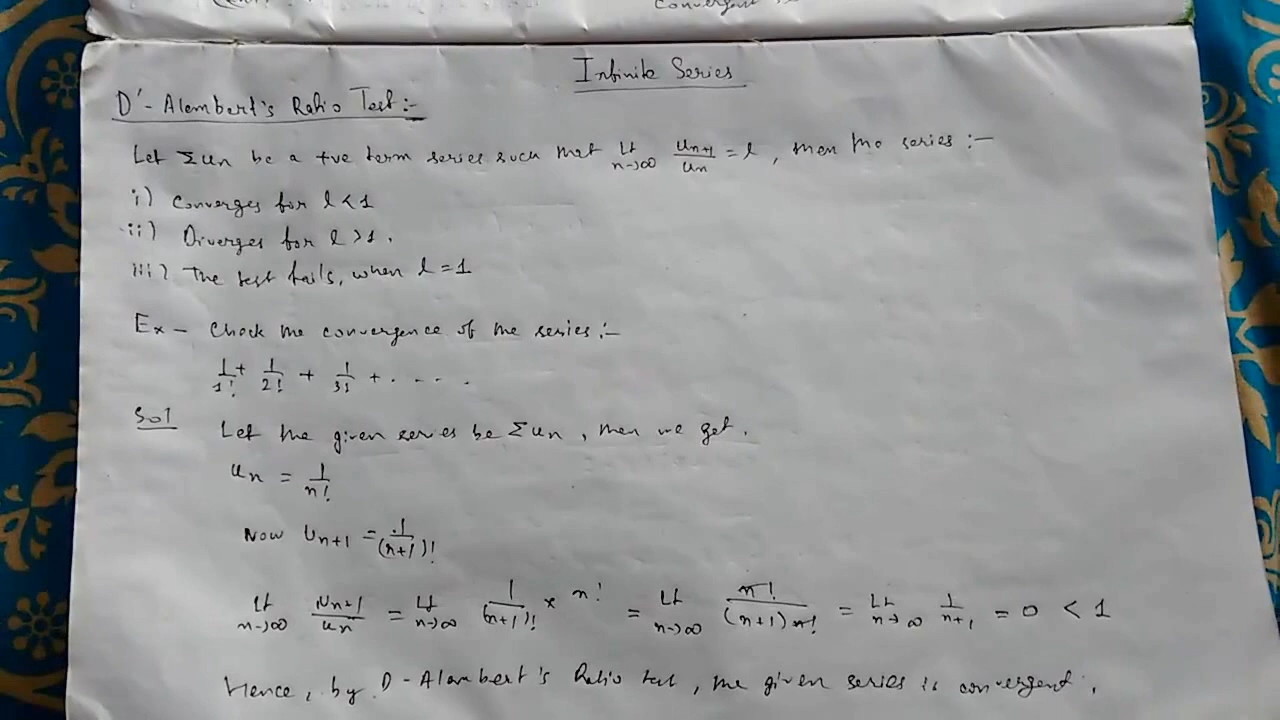 Convergent
Infinite Series
D'-Alembert's Ratio Test:-
Let Σun be a +ve term series such that Lt n→∞ un+1/un = l, then the series:-
i) Converges for l<1
ii) Diverges for l>1.
iii) The test fails, when l=1
Ex- Check the convergence of the series:-
1/1! + 1/2! + 1/3! + ....
Sol
Let the given series be Σun, then we get.
un = 1/n!
Now un+1 = 1/(n+1)!
Lt n→∞ un+1/un = Lt n→∞ 1/(n+1)! × n! = Lt n→∞ n!/(n+1)n! = Lt n→∞ 1/n+1 = 0 < 1
Hence, by D-Alambert's Ratio test, the given series is convergent.